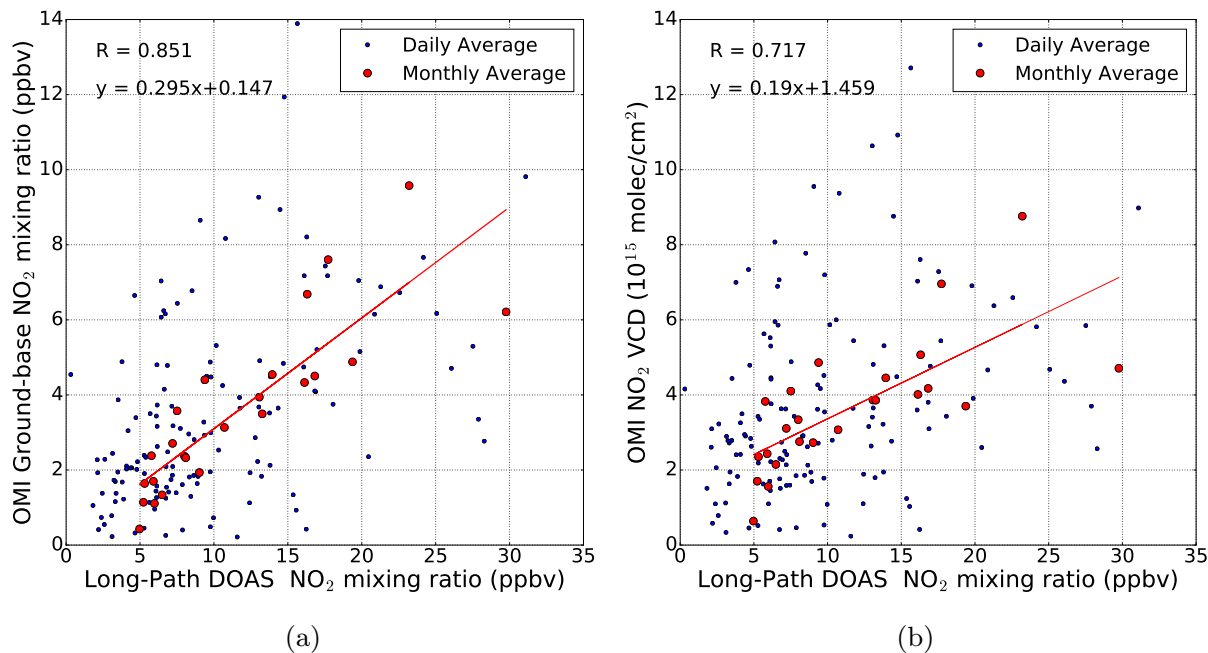 14
12
10
8
6
4
2
0
OMI Ground-base NO₂ mixing ratio (ppbv)
R = 0.851
y = 0.295x+0.147
Daily Average
Monthly Average
0 5 10 15 20 25 30 35
Long-Path DOAS NO₂ mixing ratio (ppbv)
(a)
14
12
10
8
6
4
2
0
OMI NO₂ VCD (10¹⁵ molec/cm²)
R = 0.717
y = 0.19x+1.459
Daily Average
Monthly Average
0 5 10 15 20 25 30 35
Long-Path DOAS NO₂ mixing ratio (ppbv)
(b)